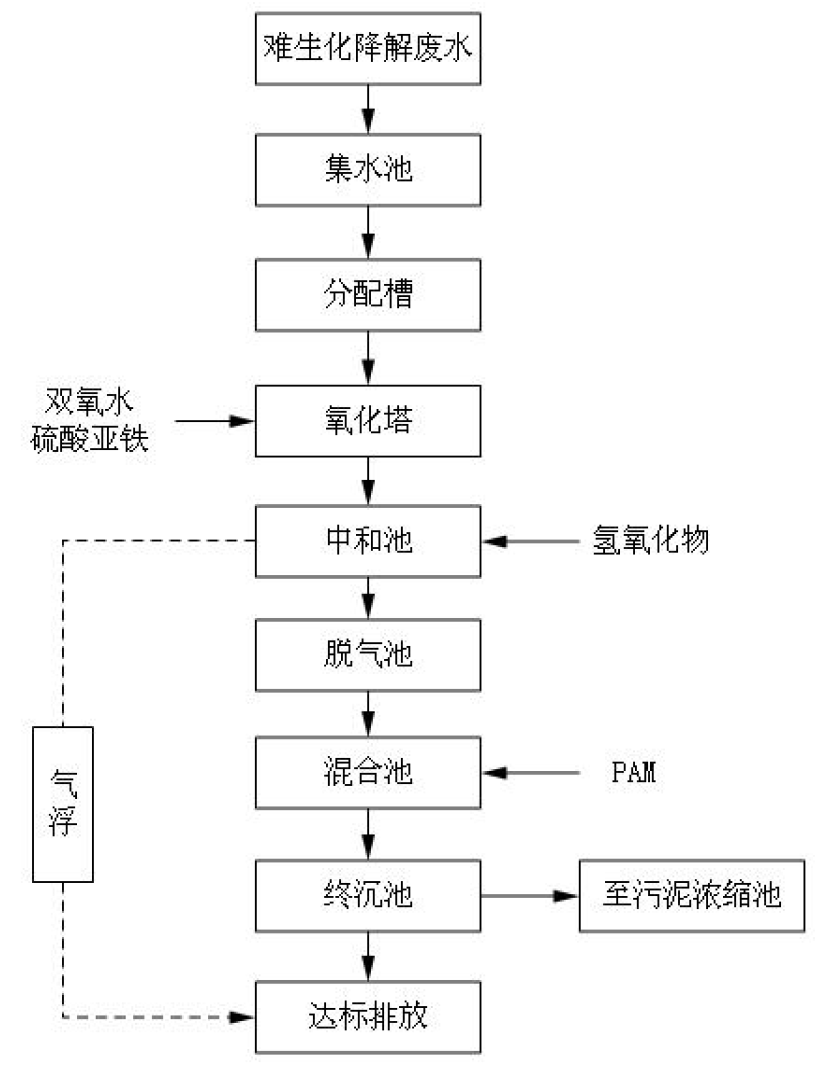 难生化降解废水
集水池
分配槽
双氧水
硫酸亚铁
氧化塔
中和池
氢氧化物
脱气池
混合池
PAM
气
浮
终沉池
至污泥浓缩池
达标排放